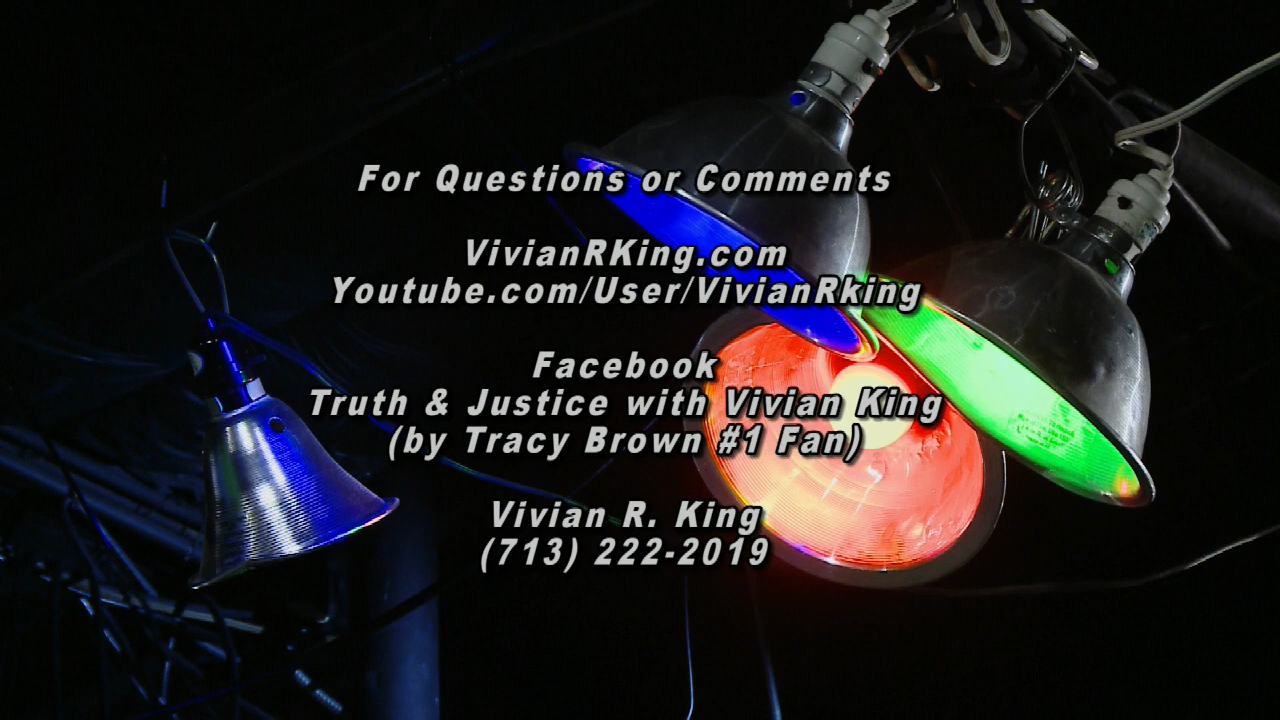 For Questions or Comments
VivianRKing.com
Youtube.com/User/VivianRking
Facebook
Truth & Justice with Vivian King
(by Tracy Brown #1 Fan)
Vivian R. King
(713) 222-2019